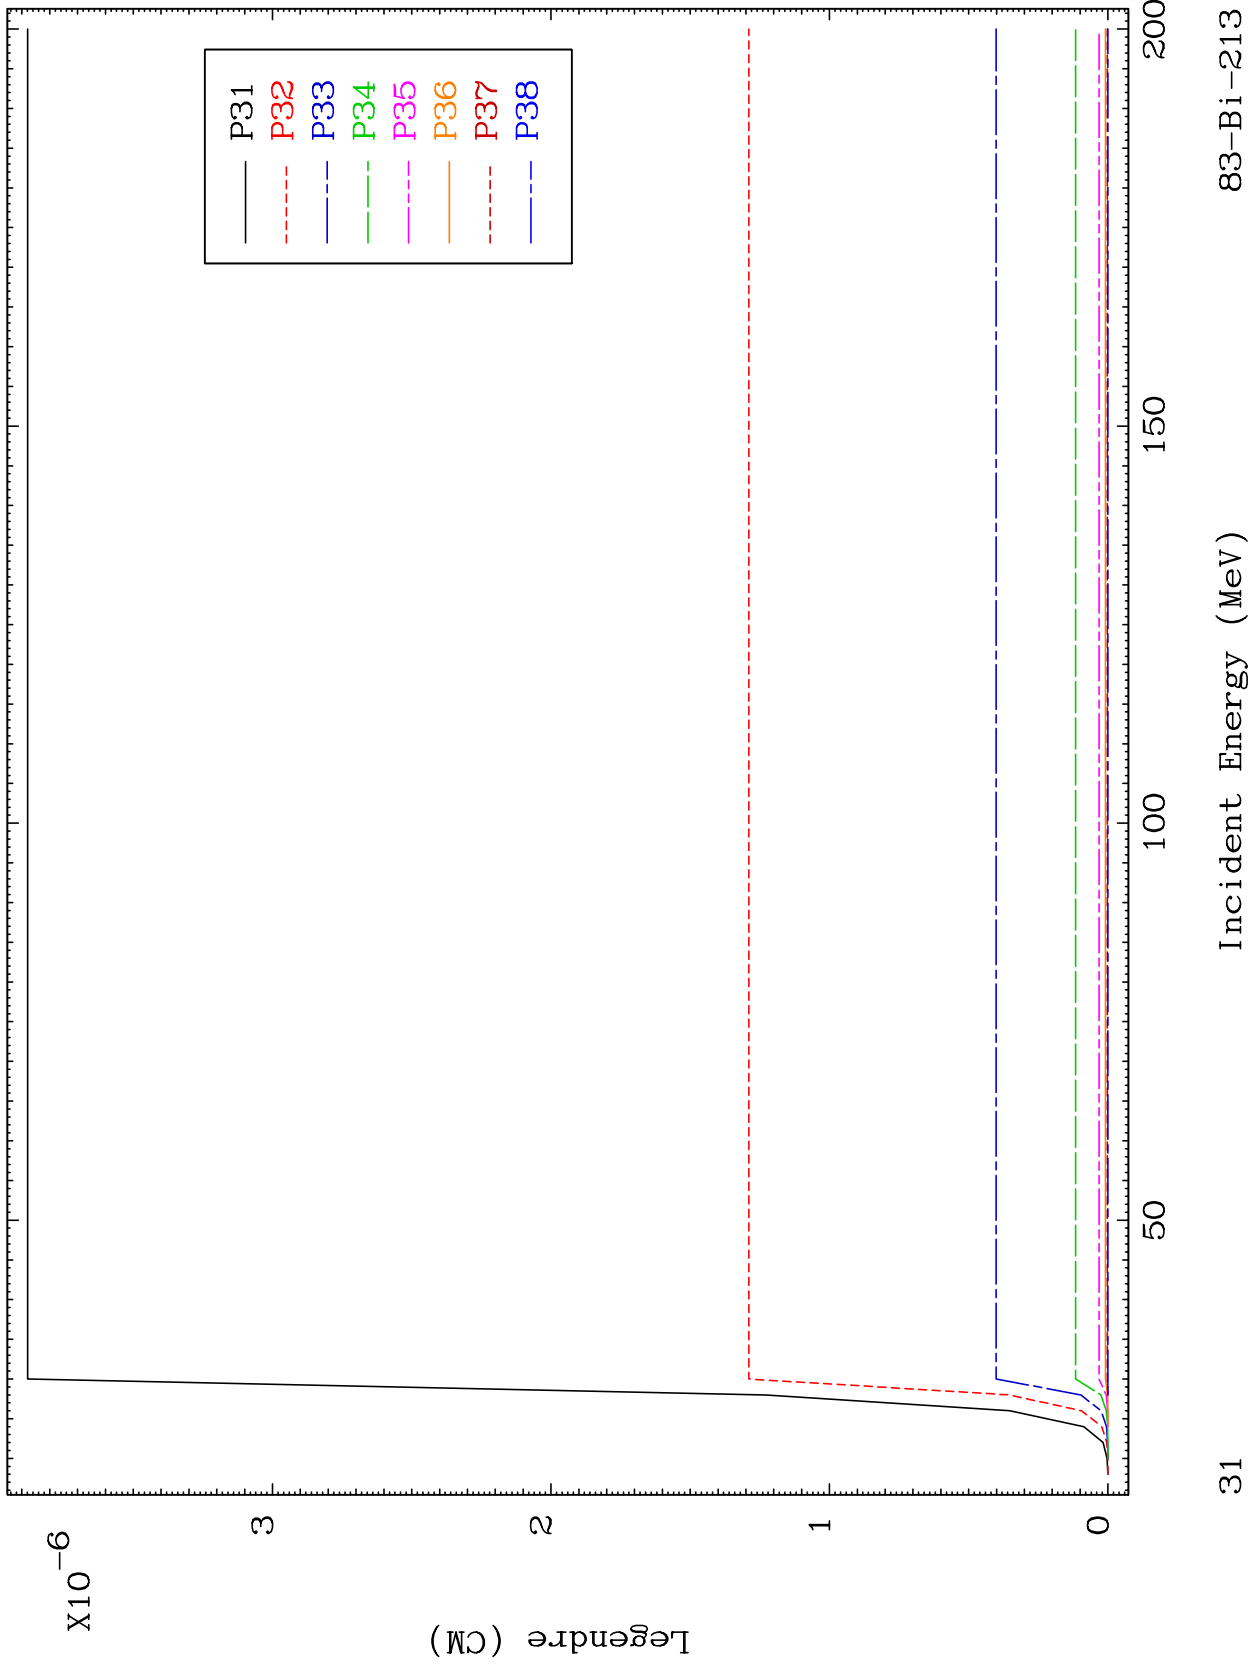 X10-6
3
2
1
0
Legendre (CM)
P31
P32
P33
P34
P35
P36
P37
P38
50
100
150
200
31
Incident Energy (MeV)
83-Bi-213